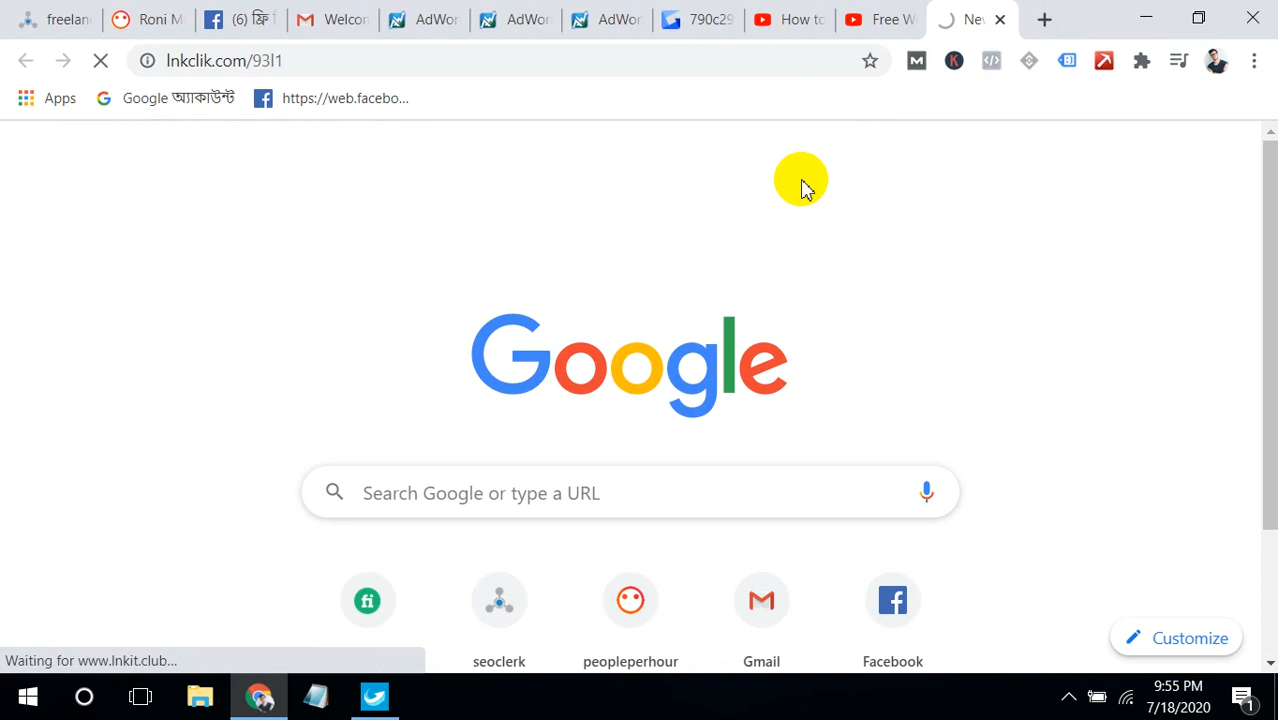 freelan
Roni M
(6) ফ্রি
Welcon
AdWor
AdWor
AdWor
790c29
How to
Free W
Nev
lnkclik.com/93l1
Apps
Google অ্যাকাউন্ট
https://web.facebo...
Google
Search Google or type a URL
seoclerk
peopleperhour
Gmail
Facebook
Customize
Waiting for www.lnkit.club...
9:55 PM
7/18/2020
1